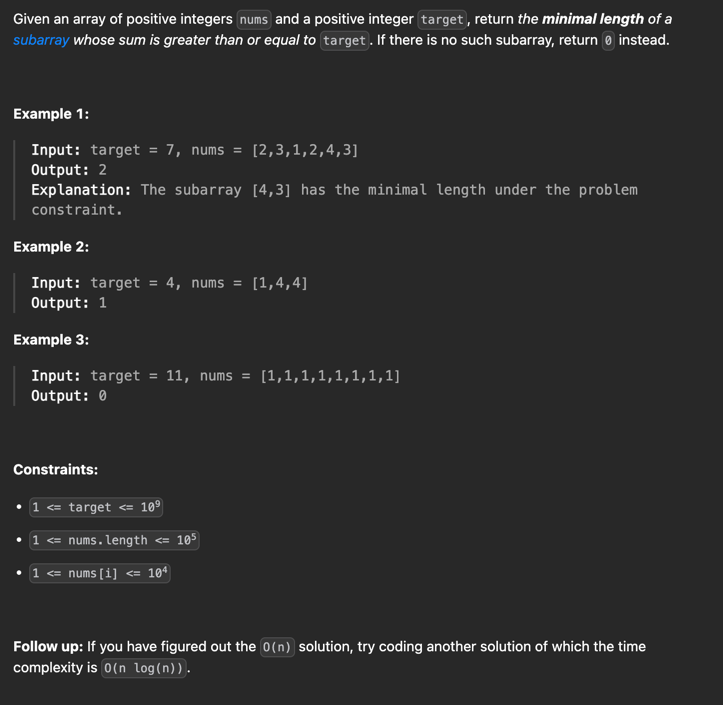 Given an array of positive integers nums and a positive integer target, return the minimal length of a
subarray whose sum is greater than or equal to target. If there is no such subarray, return 0 instead.
Example 1:
Input: target = 7, nums = [2,3,1,2,4,3]
Output: 2
Explanation: The subarray [4,3] has the minimal length under the problem
constraint.
Example 2:
Input: target = 4, nums = [1,4,4]
Output: 1
Example 3:
Input: target = 11, nums = [1,1,1,1,1,1,1,1]
Output: 0
Constraints:
• 1 <= target <= 10⁹
• 1 <= nums.length <= 10⁵
• 1 <= nums[i] <= 10⁴
Follow up: If you have figured out the O(n) solution, try coding another solution of which the time
complexity is O(n log(n)).